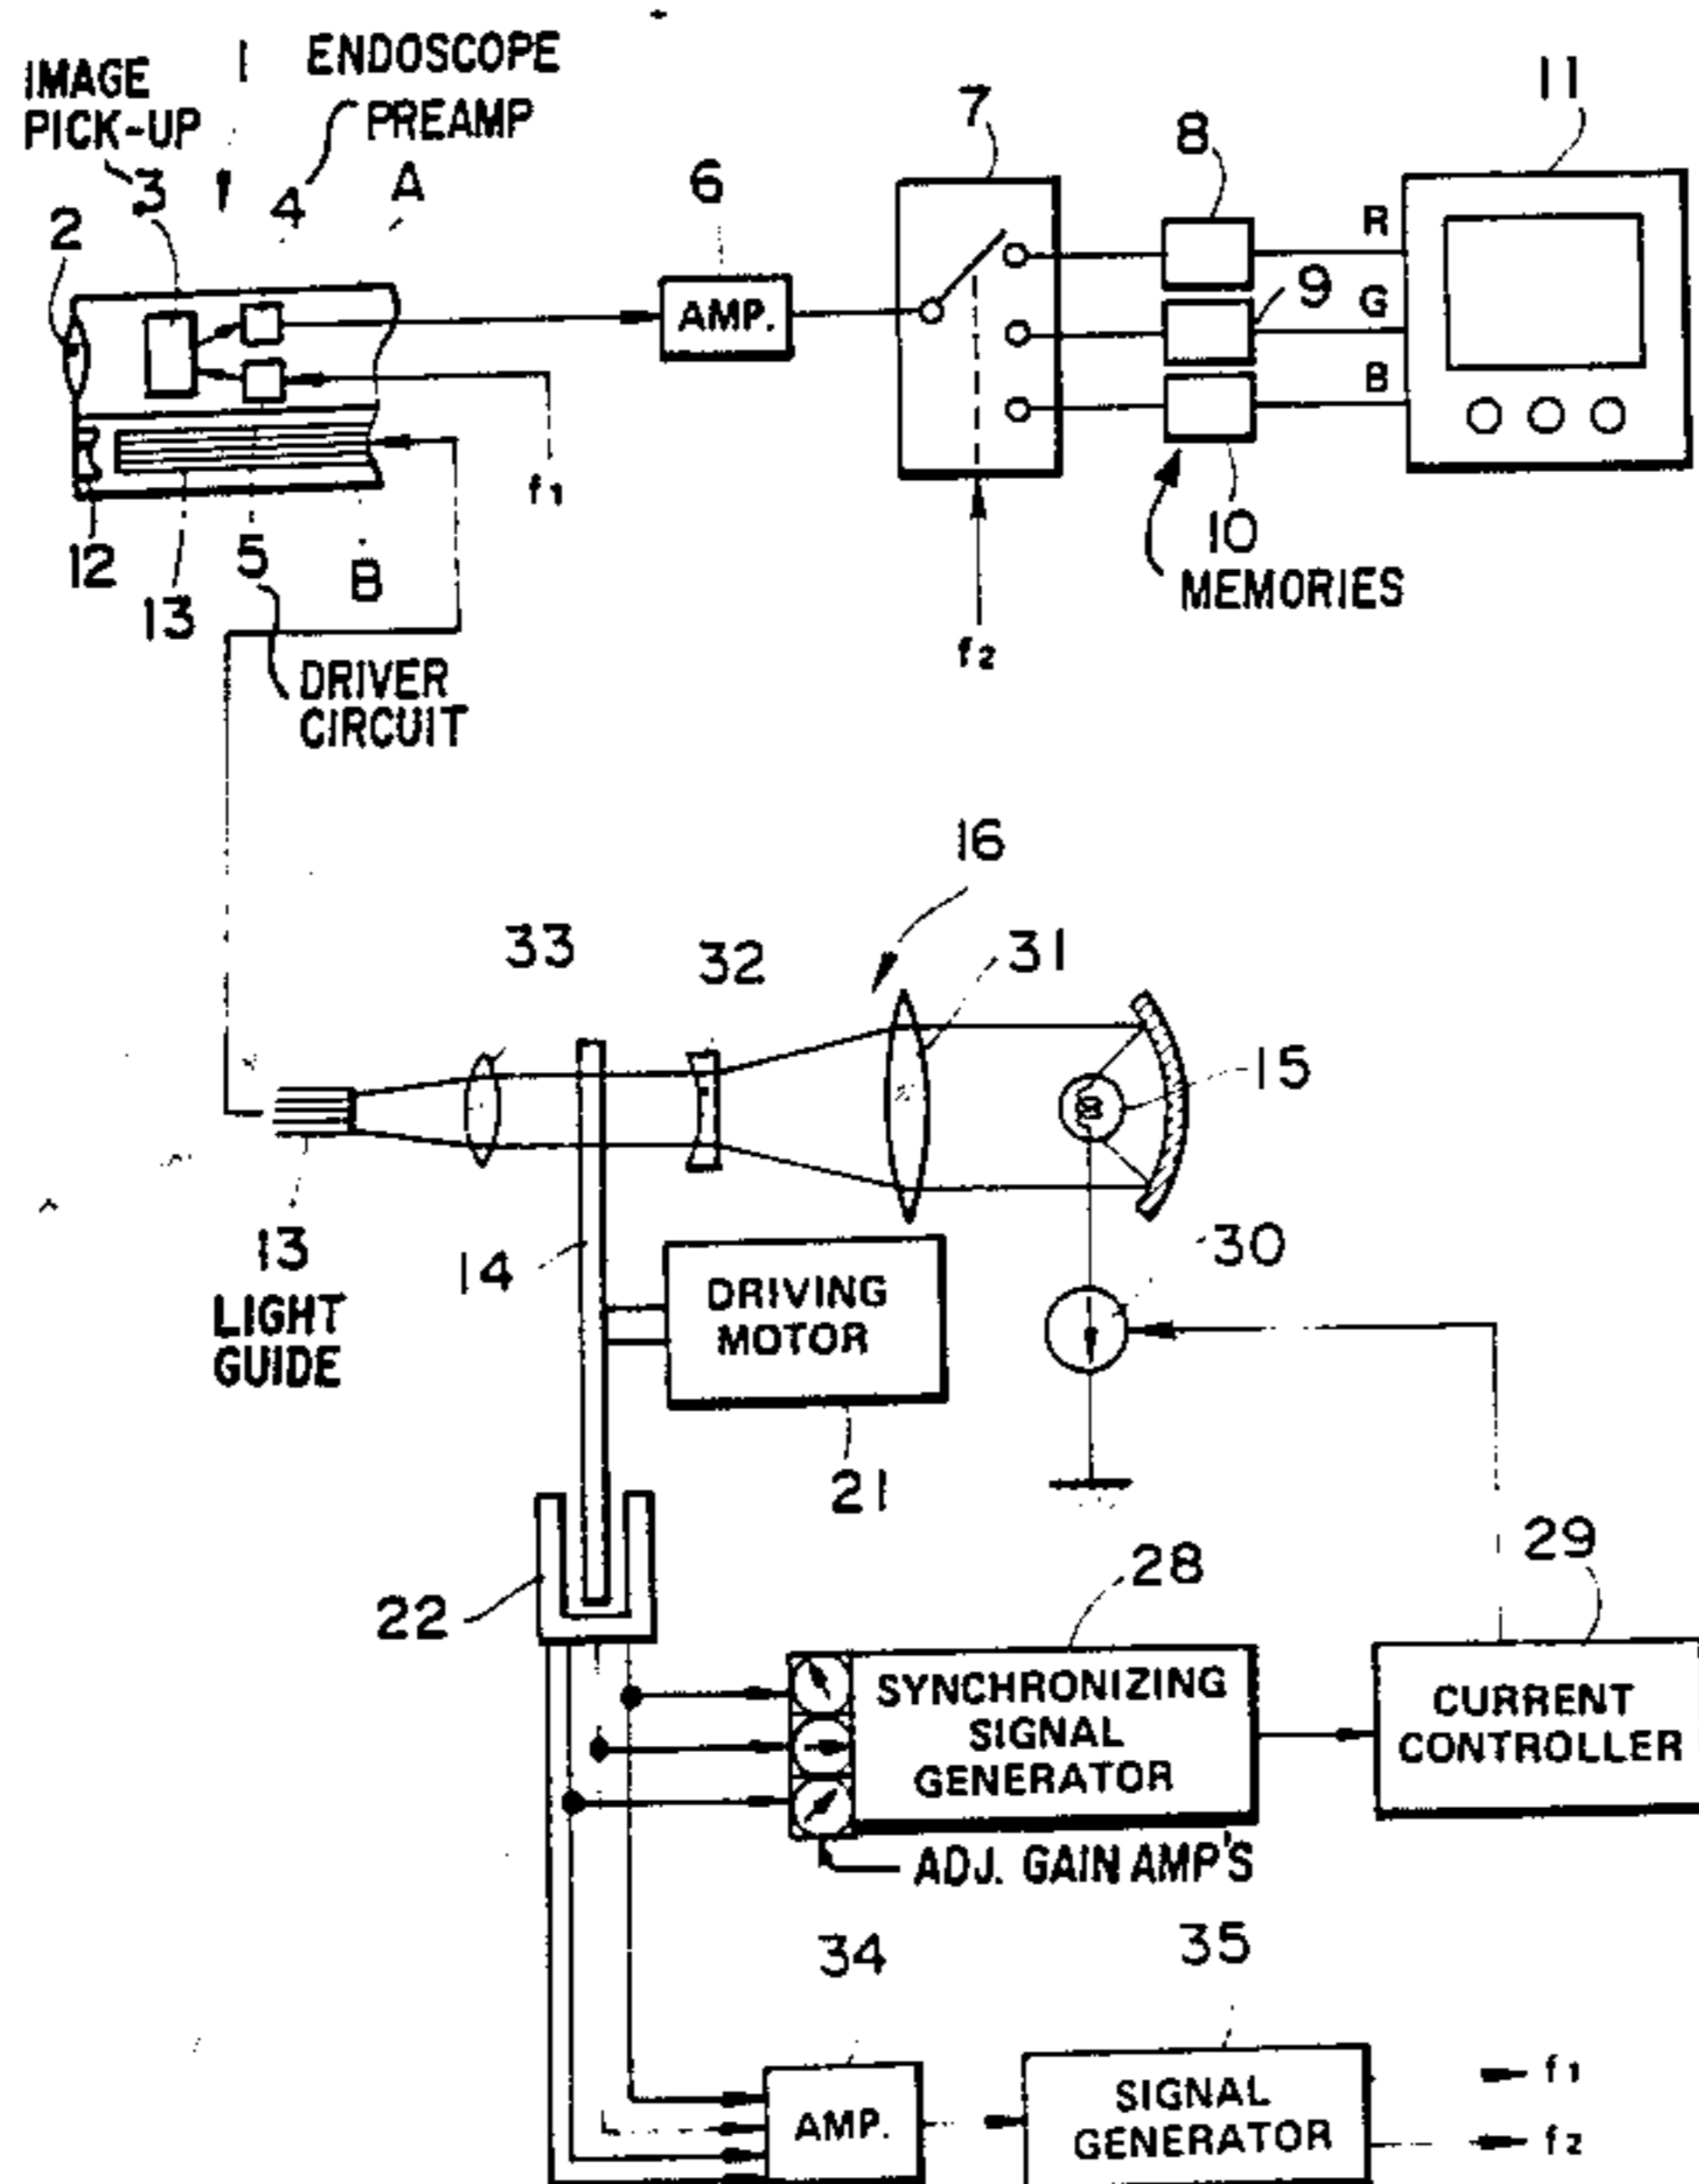 1 ENDOSCOPE
IMAGE
PICK-UP
PREAMP
3
4
A
2
6
AMP.
7
8
9
10
MEMORIES
R
G
B
11
f1
f2
12
13
5
B
DRIVER
CIRCUIT
16
33
32
31
15
13
LIGHT
GUIDE
14
DRIVING
MOTOR
21
30
22
28
29
SYNCHRONIZING
SIGNAL
GENERATOR
CURRENT
CONTROLLER
ADJ. GAIN AMP'S
34
35
AMP.
SIGNAL
GENERATOR
f1
f2